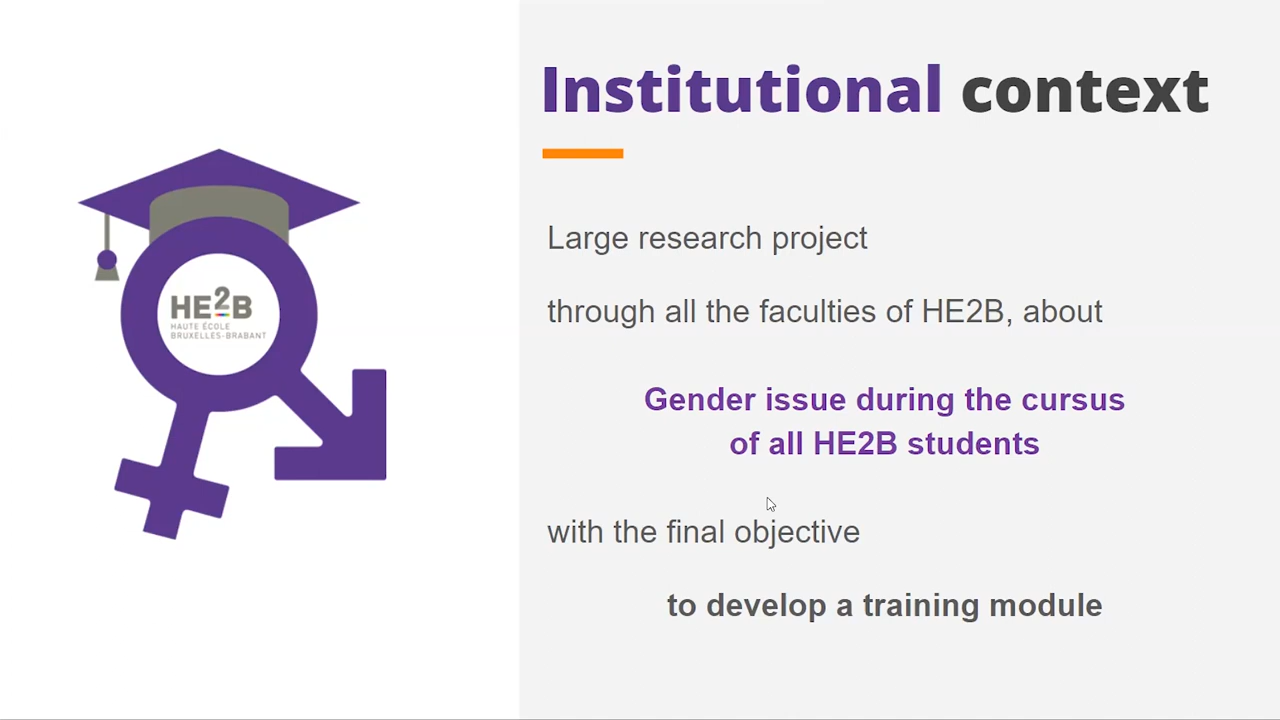 Institutional context
HE2B
HAUTE ÉCOLE
BRUXELLES-BRABANT
Large research project
through all the faculties of HE2B, about
Gender issue during the cursus
of all HE2B students
with the final objective
to develop a training module